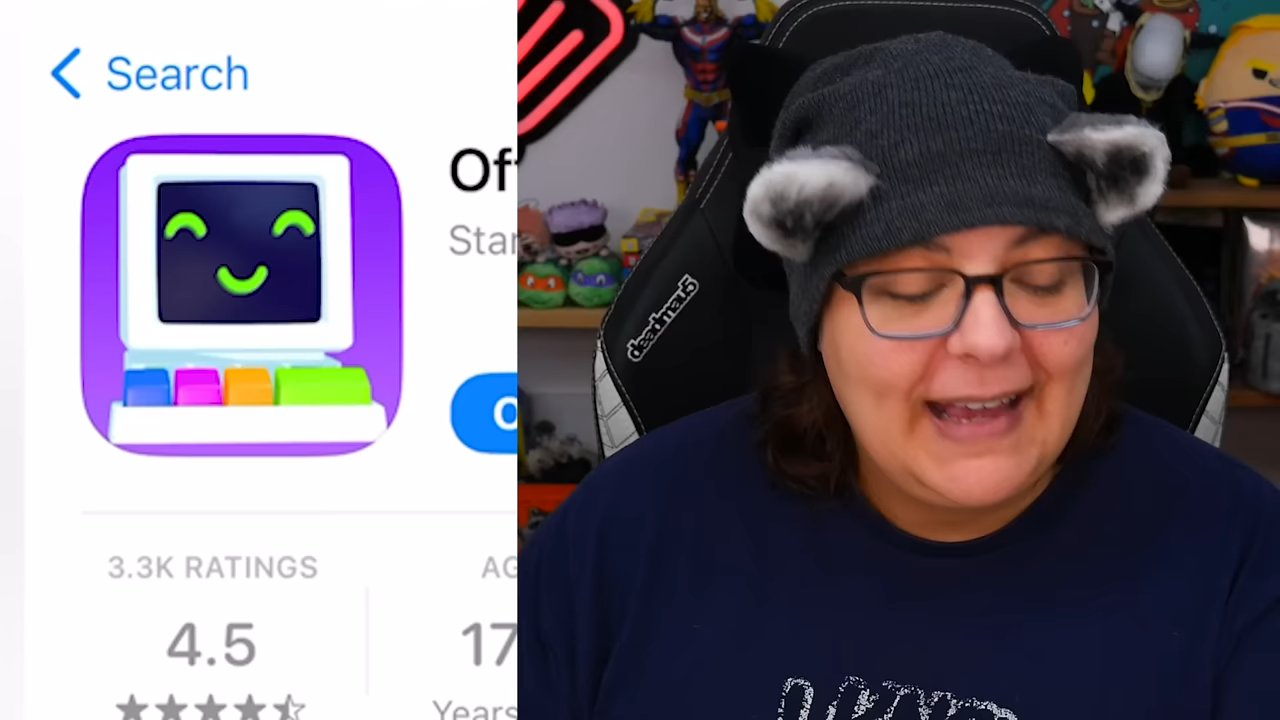 Search
Of
Star
3.3K RATINGS
4.5
AG
17
Years
deadmau5